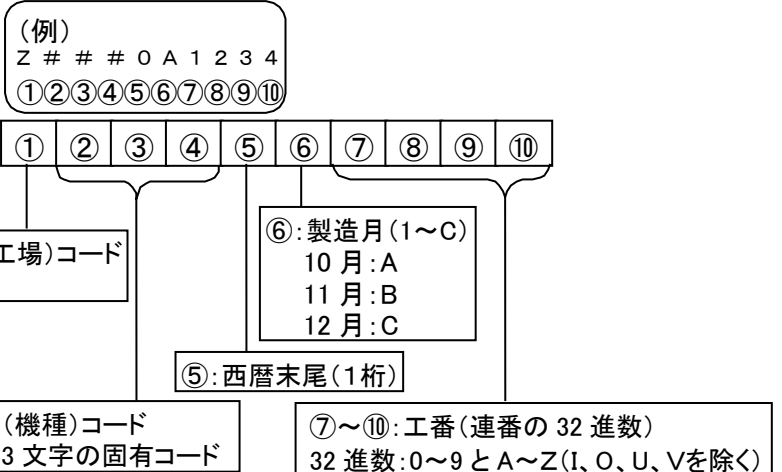 (例)
Z # # # 0 A 1 2 3 4
①②③④⑤⑥⑦⑧⑨⑩
① ② ③ ④ ⑤ ⑥ ⑦ ⑧ ⑨ ⑩
工場)コード
⑥:製造月(1~C)
10 月:A
11 月:B
12 月:C
⑤:西暦末尾(1桁)
(機種)コード
3 文字の固有コード
⑦~⑩:工番(連番の 32 進数)
32 進数:0~9 と A~Z(I、O、U、Vを除く)